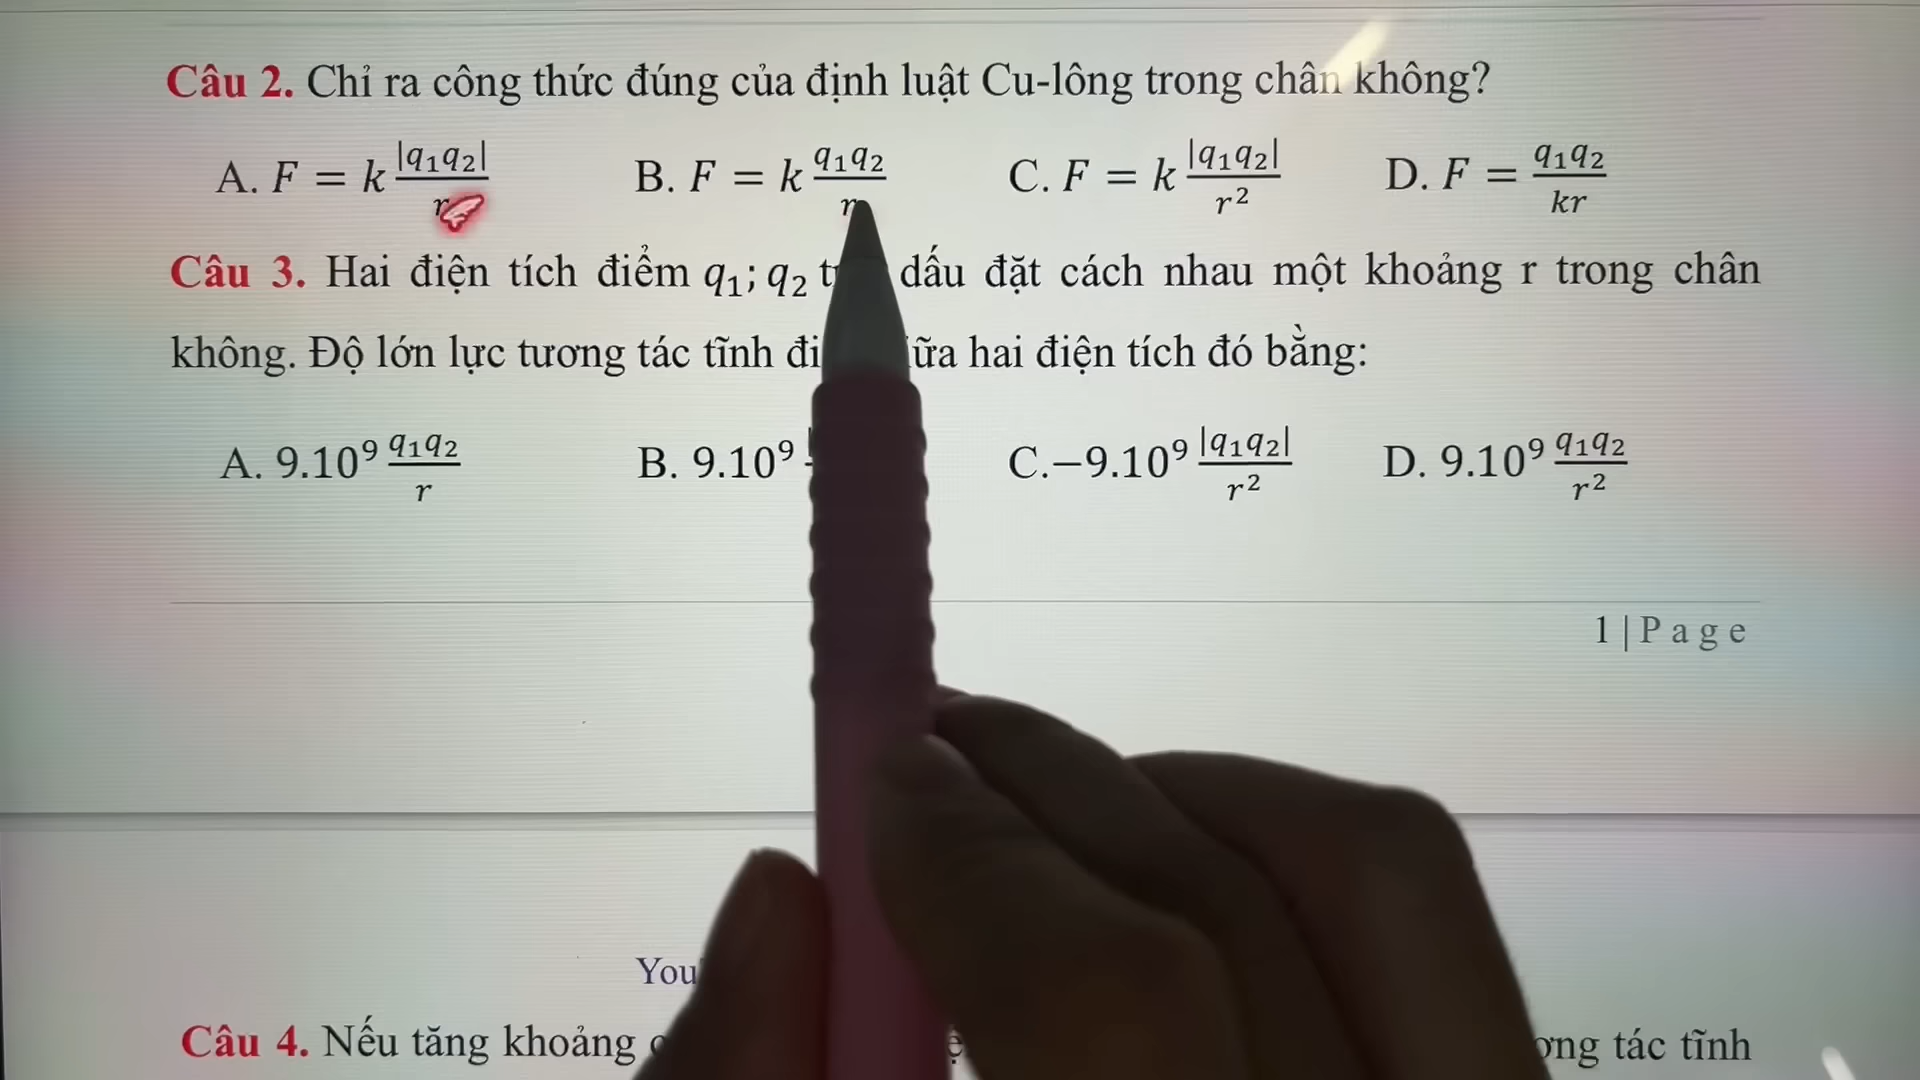 Câu 2. Chỉ ra công thức đúng của định luật Cu-lông trong chân không?
A. F = k |q₁q₂|/r B. F = k q₁q₂/r C. F = k |q₁q₂|/r² D. F = q₁q₂/kr
Câu 3. Hai điện tích điểm q₁; q₂ dấu đặt cách nhau một khoảng r trong chân
không. Độ lớn lực tương tác tĩnh hai điện tích đó bằng:
A. 9.10⁹ q₁q₂/r B. 9.10⁹ C.−9.10⁹ |q₁q₂|/r² D. 9.10⁹ q₁q₂/r²
1 | P a g e
You
Câu 4. Nếu tăng khoảng tác tĩnh